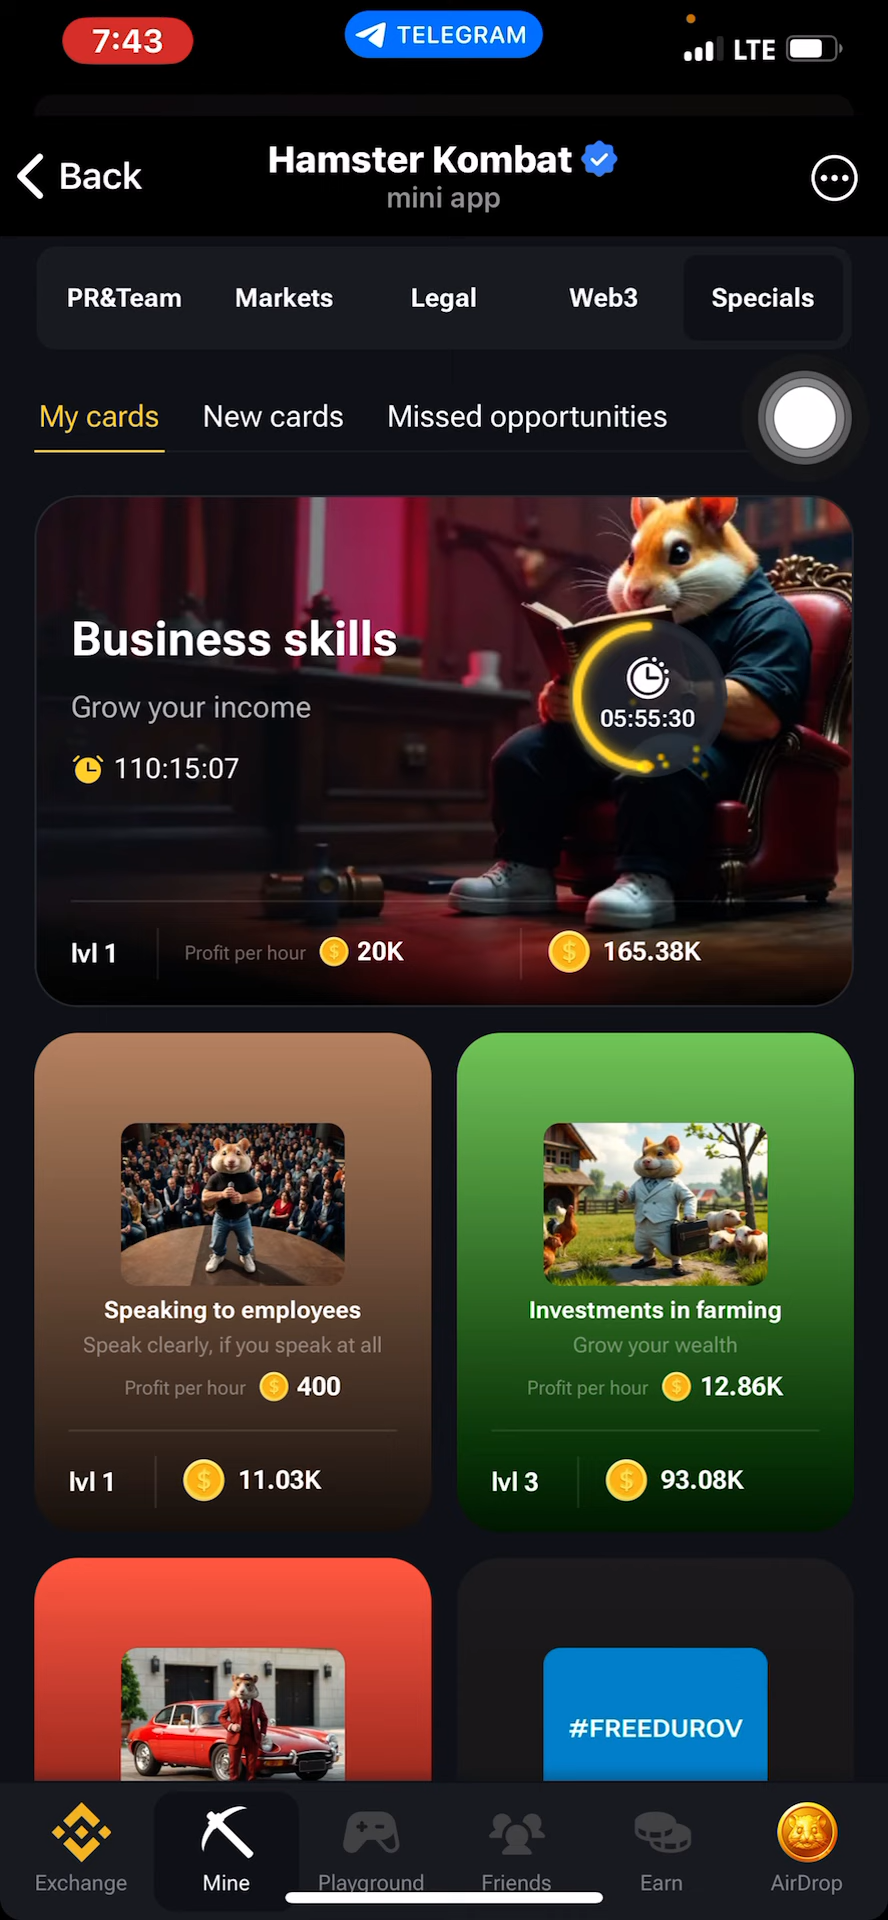 7:43
TELEGRAM
LTE
Back
Hamster Kombat
mini app
PR&Team Markets Legal Web3 Specials
My cards New cards Missed opportunities
Business skills
Grow your income
05:55:30
110:15:07
lvl 1 Profit per hour 20K 165.38K
Speaking to employees
Speak clearly, if you speak at all
Profit per hour 400
lvl 1 11.03K
Investments in farming
Grow your wealth
Profit per hour 12.86K
lvl 3 93.08K
#FREEDUROV
Exchange Mine Playground Friends Earn AirDrop